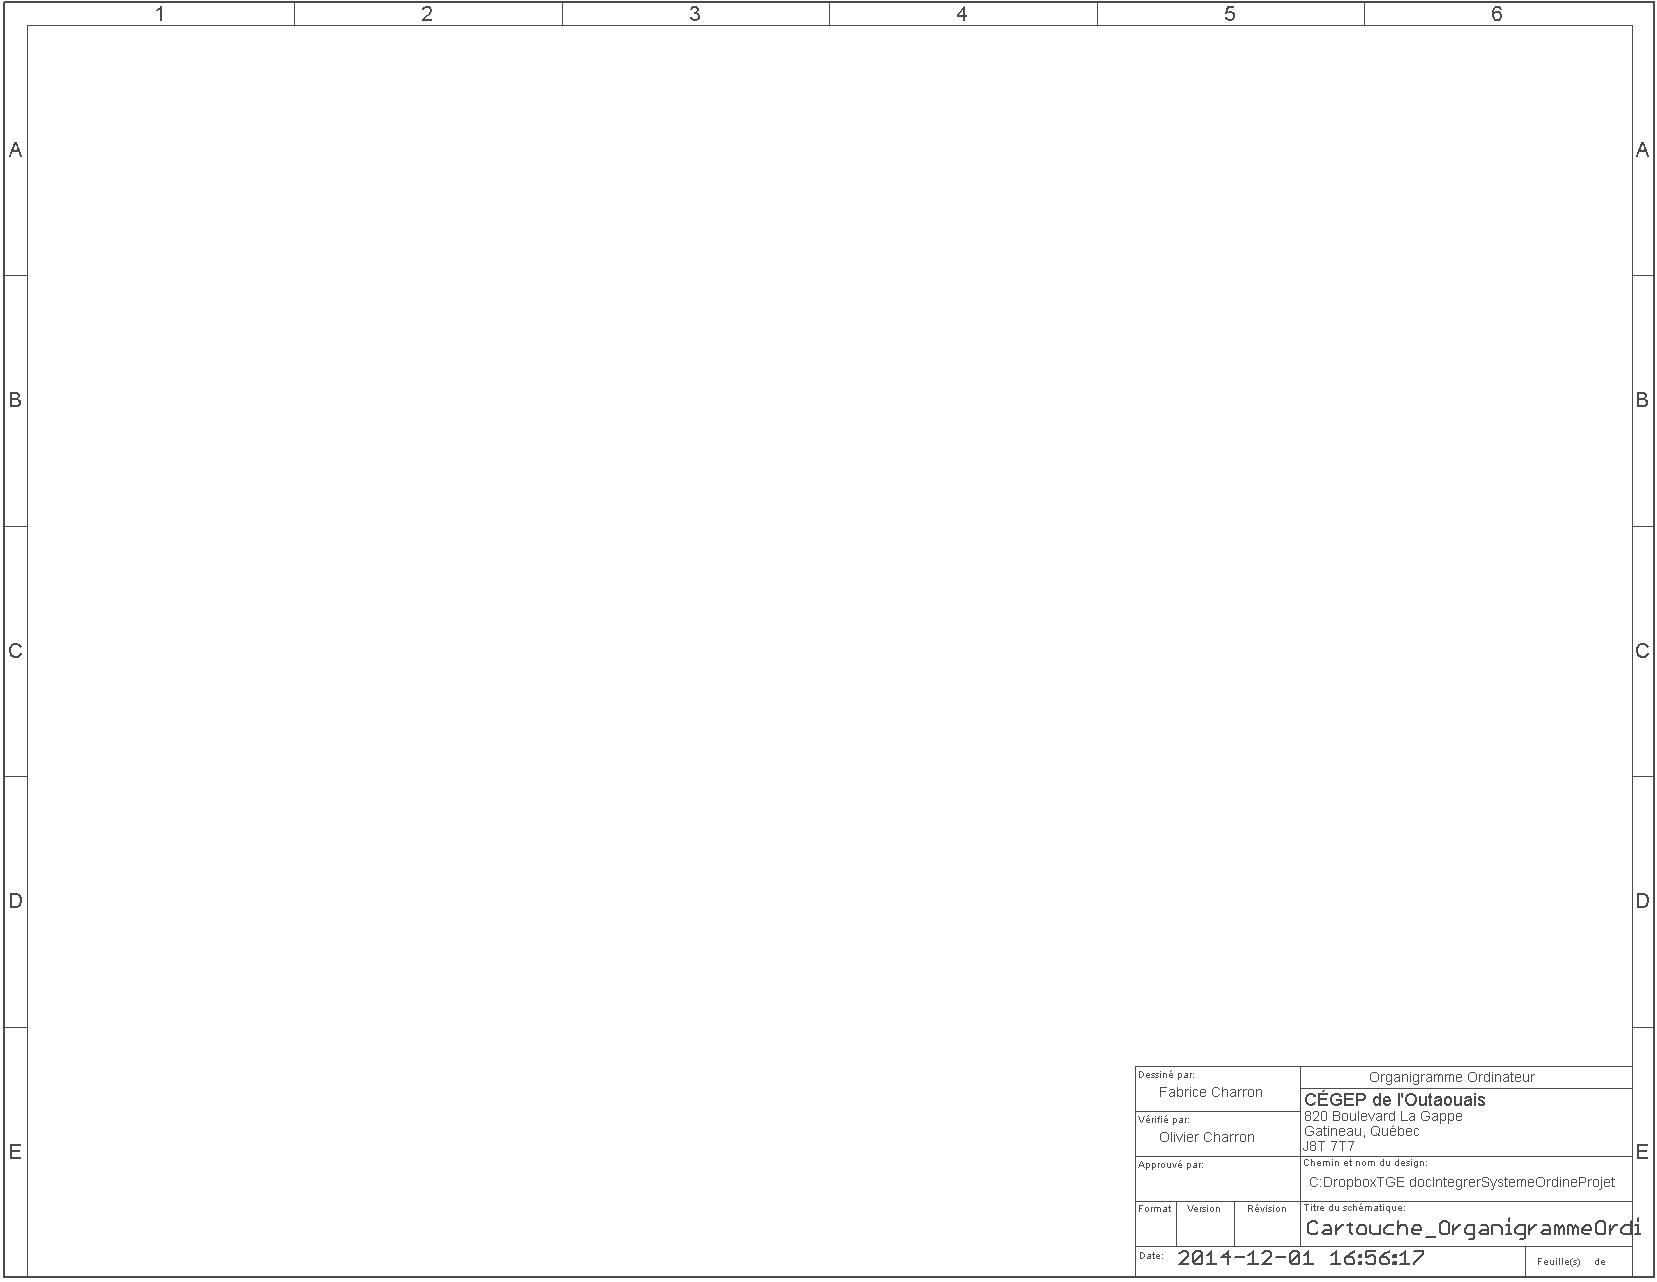 1 2 3 4 5 6
A A
B B
C C
D D
Dessiné par:
Fabrice Charron
Organigramme Ordinateur
CÉGEP de l'Outaouais
820 Boulevard La Gappe
Gatineau, Québec
J8T 7T7
Vérifié par:
Olivier Charron
E E
Approuvé par:
Chemin et nom du design:
C:DropboxTGE docIntegrerSystemeOrdineProjet
Format Version Révision
Titre du schématique:
Cartouche_OrganigrammeOrdi
Date: 2014-12-01 16:56:17
Feuille(s) de